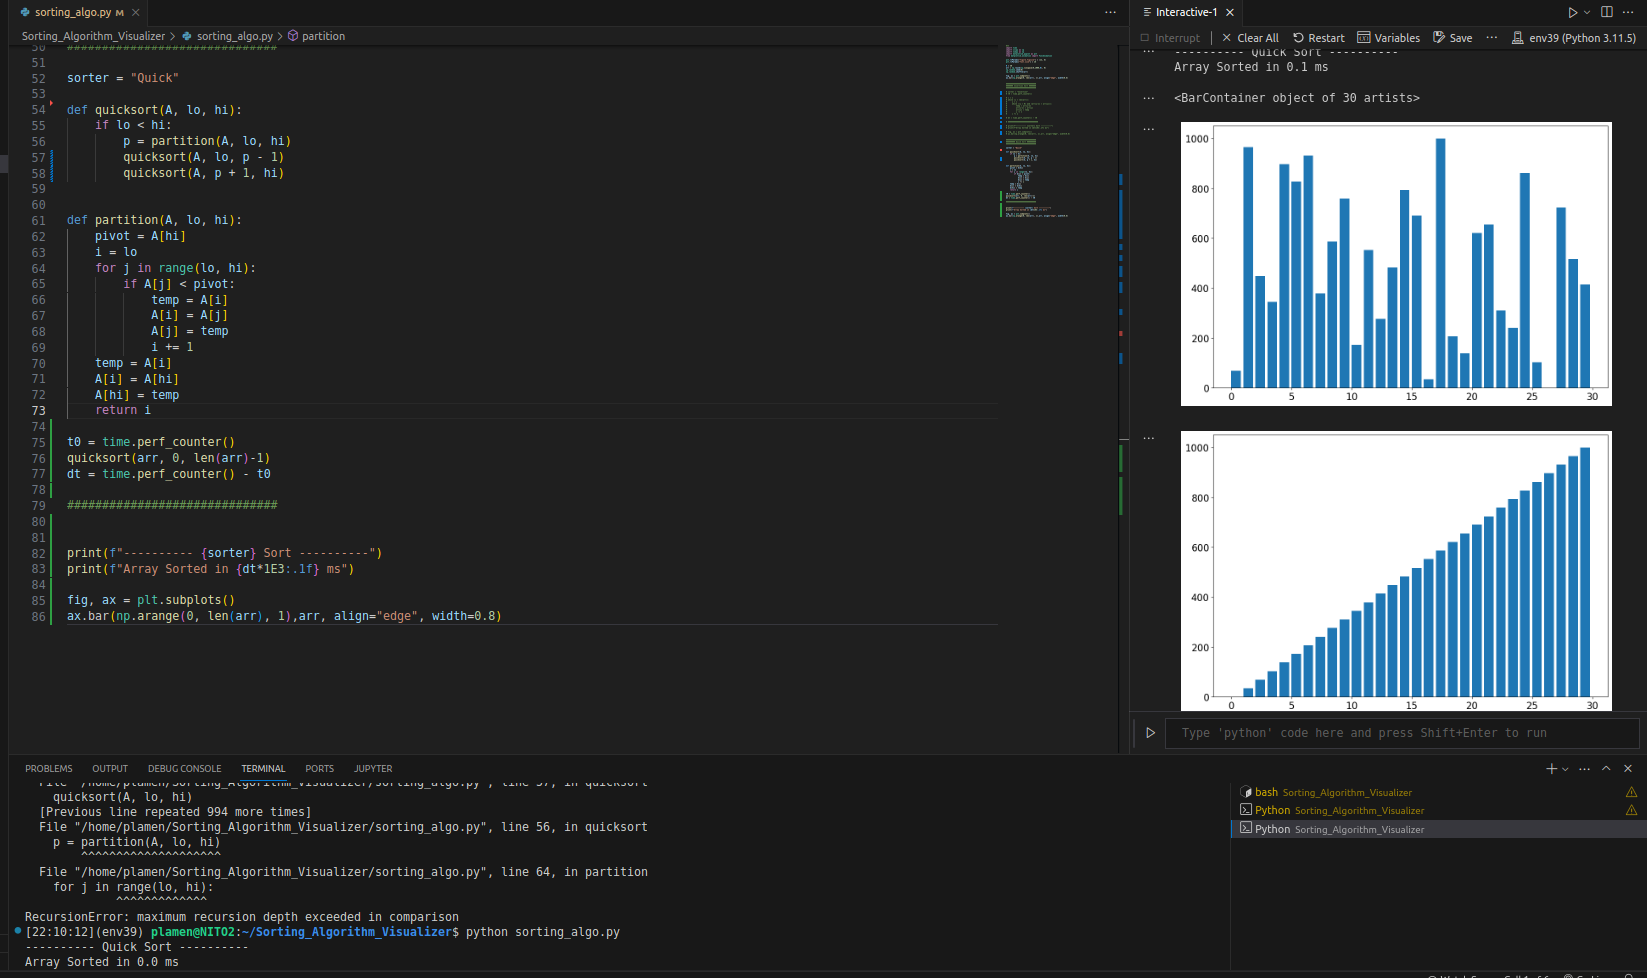 sorting_algo.py M
Sorting_Algorithm_Visualizer > sorting_algo.py > partition
50 ##############################
51
52 sorter = "Quick"
53
54 def quicksort(A, lo, hi):
55     if lo < hi:
56         p = partition(A, lo, hi)
57         quicksort(A, lo, p - 1)
58         quicksort(A, p + 1, hi)
59
60
61 def partition(A, lo, hi):
62     pivot = A[hi]
63     i = lo
64     for j in range(lo, hi):
65         if A[j] < pivot:
66             temp = A[i]
67             A[i] = A[j]
68             A[j] = temp
69             i += 1
70     temp = A[i]
71     A[i] = A[hi]
72     A[hi] = temp
73     return i
74
75 t0 = time.perf_counter()
76 quicksort(arr, 0, len(arr)-1)
77 dt = time.perf_counter() - t0
78
79 ##############################
80
81
82 print(f"---------- {sorter} Sort ----------")
83 print(f"Array Sorted in {dt*1E3:.1f} ms")
84
85 fig, ax = plt.subplots()
86 ax.bar(np.arange(0, len(arr), 1),arr, align="edge", width=0.8)
Interactive-1
Interrupt | Clear All Restart Variables Save ... env39 (Python 3.11.5)
---------- Quick Sort ----------
Array Sorted in 0.1 ms
<BarContainer object of 30 artists>
1000
800
600
400
200
0
0 5 10 15 20 25 30
1000
800
600
400
200
0
0 5 10 15 20 25 30
Type 'python' code here and press Shift+Enter to run
PROBLEMS OUTPUT DEBUG CONSOLE TERMINAL PORTS JUPYTER
File "/home/plamen/Sorting_Algorithm_Visualizer/sorting_algo.py", line 57, in quicksort
quicksort(A, lo, hi)
[Previous line repeated 994 more times]
File "/home/plamen/Sorting_Algorithm_Visualizer/sorting_algo.py", line 56, in quicksort
p = partition(A, lo, hi)
^^^^^^^^^^^^^^^^^^^^
File "/home/plamen/Sorting_Algorithm_Visualizer/sorting_algo.py", line 64, in partition
for j in range(lo, hi):
^^^^^^^^^^^^^
RecursionError: maximum recursion depth exceeded in comparison
[22:10:12](env39) plamen@NITO2:~/Sorting_Algorithm_Visualizer$ python sorting_algo.py
---------- Quick Sort ----------
Array Sorted in 0.0 ms
bash Sorting_Algorithm_Visualizer
Python Sorting_Algorithm_Visualizer
Python Sorting_Algorithm_Visualizer